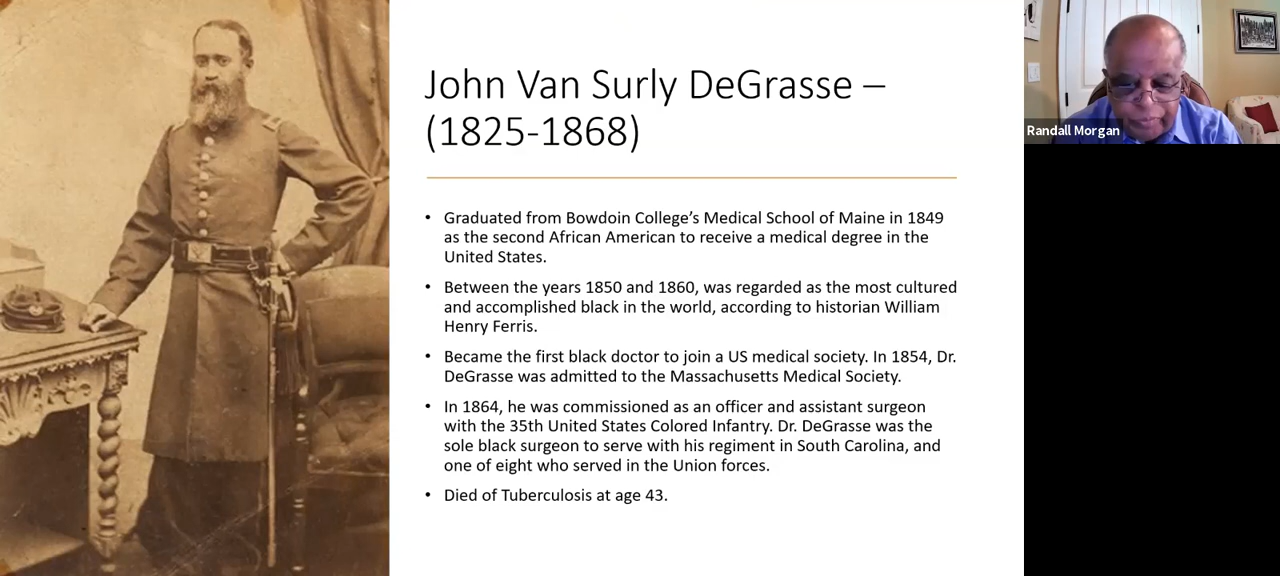 John Van Surly DeGrasse –
(1825-1868)
• Graduated from Bowdoin College’s Medical School of Maine in 1849
as the second African American to receive a medical degree in the
United States.
• Between the years 1850 and 1860, was regarded as the most cultured
and accomplished black in the world, according to historian William
Henry Ferris.
• Became the first black doctor to join a US medical society. In 1854, Dr.
DeGrasse was admitted to the Massachusetts Medical Society.
• In 1864, he was commissioned as an officer and assistant surgeon
with the 35th United States Colored Infantry. Dr. DeGrasse was the
sole black surgeon to serve with his regiment in South Carolina, and
one of eight who served in the Union forces.
• Died of Tuberculosis at age 43.
Randall Morgan